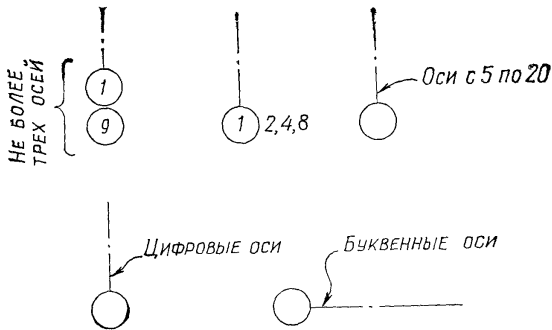 Не более
трех осей
1
9
1 2,4,8
Оси с 5 по 20
Цифровые оси
Буквенные оси